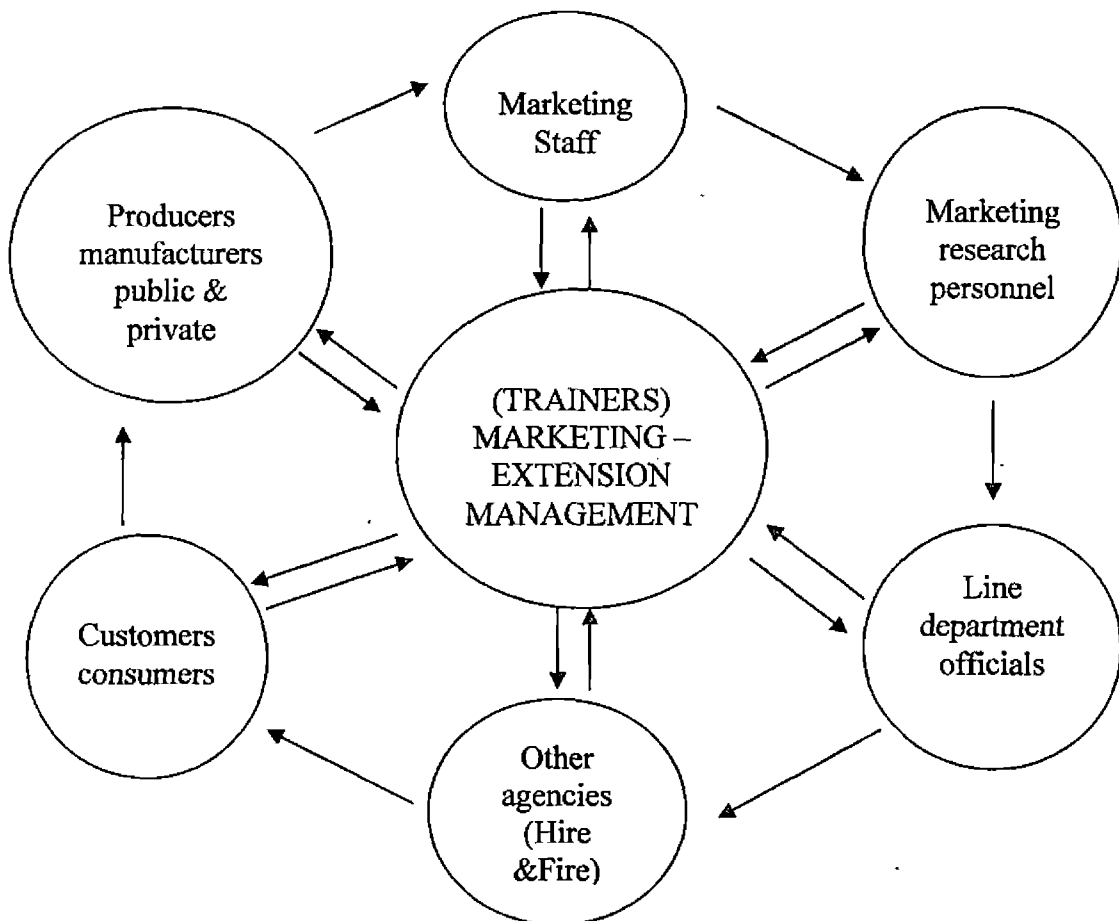 Marketing
Staff
Producers
manufacturers
public &
private
Marketing
research
personnel
(TRAINERS)
MARKETING –
EXTENSION
MANAGEMENT
Customers
consumers
Line
department
officials
Other
agencies
(Hire
&Fire)